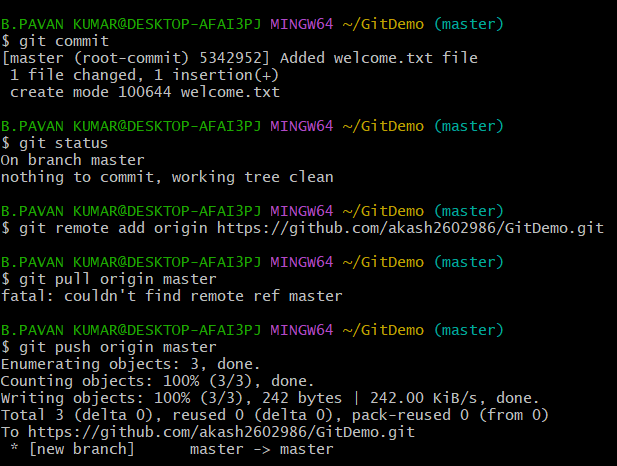 B.PAVAN KUMAR@DESKTOP-AFAI3PJ MINGW64 ~/GitDemo (master)
$ git commit
[master (root-commit) 5342952] Added welcome.txt file
 1 file changed, 1 insertion(+)
 create mode 100644 welcome.txt
B.PAVAN KUMAR@DESKTOP-AFAI3PJ MINGW64 ~/GitDemo (master)
$ git status
On branch master
nothing to commit, working tree clean
B.PAVAN KUMAR@DESKTOP-AFAI3PJ MINGW64 ~/GitDemo (master)
$ git remote add origin https://github.com/akash2602986/GitDemo.git
B.PAVAN KUMAR@DESKTOP-AFAI3PJ MINGW64 ~/GitDemo (master)
$ git pull origin master
fatal: couldn't find remote ref master
B.PAVAN KUMAR@DESKTOP-AFAI3PJ MINGW64 ~/GitDemo (master)
$ git push origin master
Enumerating objects: 3, done.
Counting objects: 100% (3/3), done.
Writing objects: 100% (3/3), 242 bytes | 242.00 KiB/s, done.
Total 3 (delta 0), reused 0 (delta 0), pack-reused 0 (from 0)
To https://github.com/akash2602986/GitDemo.git
 * [new branch]      master -> master